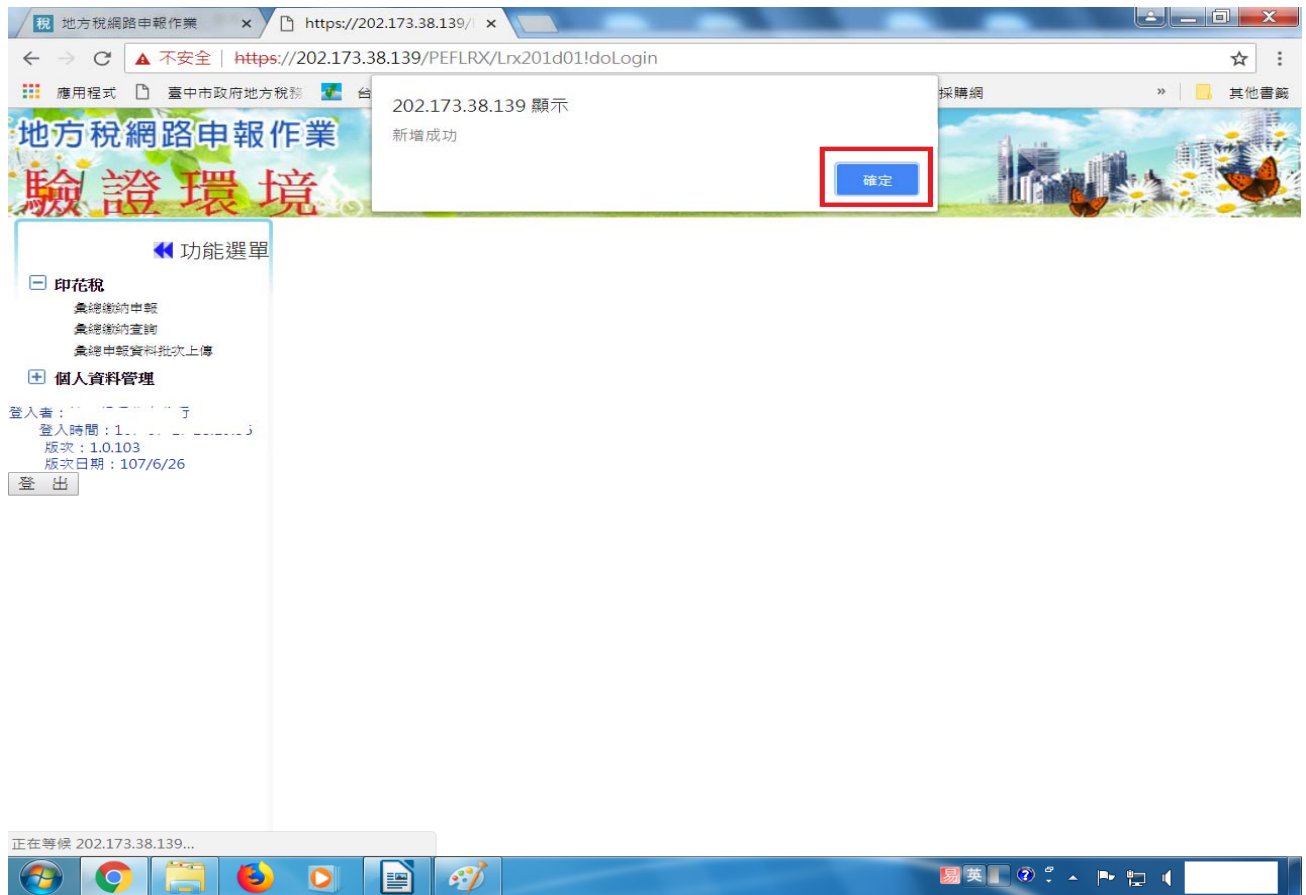 地方稅網路申報作業
https://202.173.38.139/
不安全 | https://202.173.38.139/PEFLRX/Lrx201d01!doLogin
應用程式 臺中市政府地方稅務 台 採購網 » 其他書籤
202.173.38.139 顯示
新增成功
確定
地方稅網路申報作業
驗證環境
功能選單
印花稅
彙總繳納申報
彙總繳納查詢
彙總申報資料批次上傳
個人資料管理
登入者:
登入時間:1
版次:1.0.103
版次日期:107/6/26
登 出
正在等候 202.173.38.139...
易 英